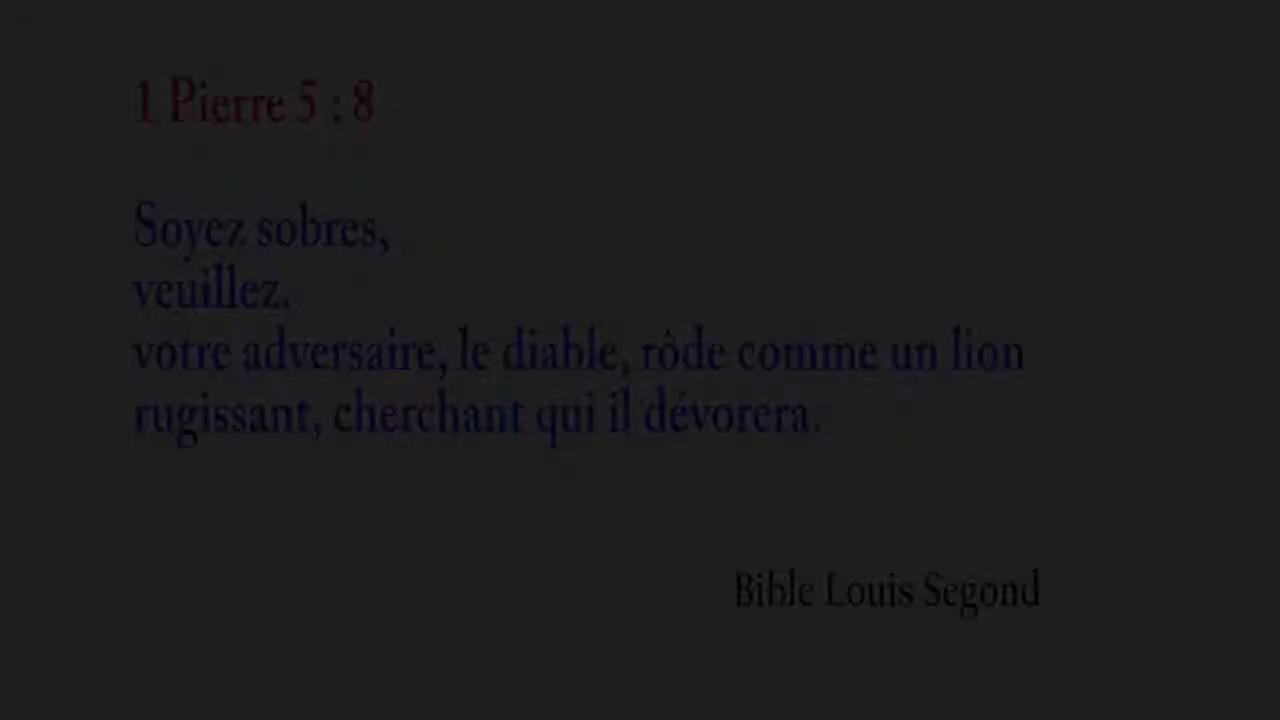 1 Pierre 5 : 8
Soyez sobres,
veuillez.
votre adversaire, le diable, rôde comme un lion
rugissant, cherchant qui il dévorera.
Bible Louis Segond